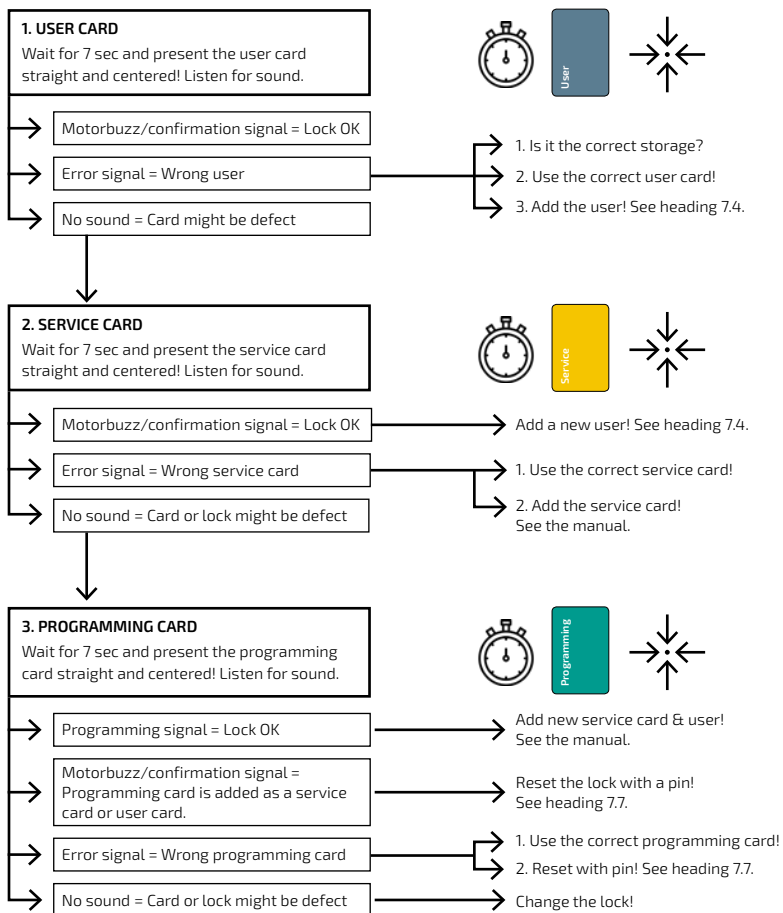 1. USER CARD
Wait for 7 sec and present the user card
straight and centered! Listen for sound.
User
Motorbuzz/confirmation signal = Lock OK
Error signal = Wrong user
No sound = Card might be defect
1. Is it the correct storage?
2. Use the correct user card!
3. Add the user! See heading 7.4.
2. SERVICE CARD
Wait for 7 sec and present the service card
straight and centered! Listen for sound.
Service
Motorbuzz/confirmation signal = Lock OK
Add a new user! See heading 7.4.
Error signal = Wrong service card
1. Use the correct service card!
2. Add the service card!
See the manual.
No sound = Card or lock might be defect
3. PROGRAMMING CARD
Wait for 7 sec and present the programming
card straight and centered! Listen for sound.
Programming
Programming signal = Lock OK
Add new service card & user!
See the manual.
Motorbuzz/confirmation signal =
Programming card is added as a service
card or user card.
Reset the lock with a pin!
See heading 7.7.
Error signal = Wrong programming card
1. Use the correct programming card!
2. Reset with pin! See heading 7.7.
No sound = Card or lock might be defect
Change the lock!